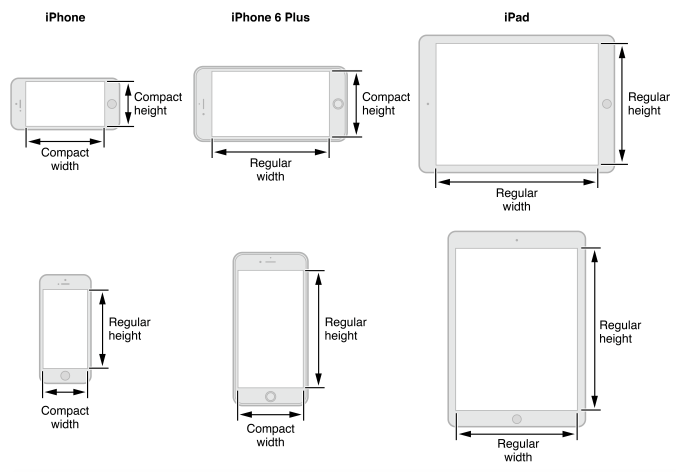 iPhone
iPhone 6 Plus
iPad
Compact
height
Compact
width
Compact
height
Regular
width
Regular
height
Regular
width
Regular
height
Compact
width
Regular
height
Compact
width
Regular
height
Regular
width